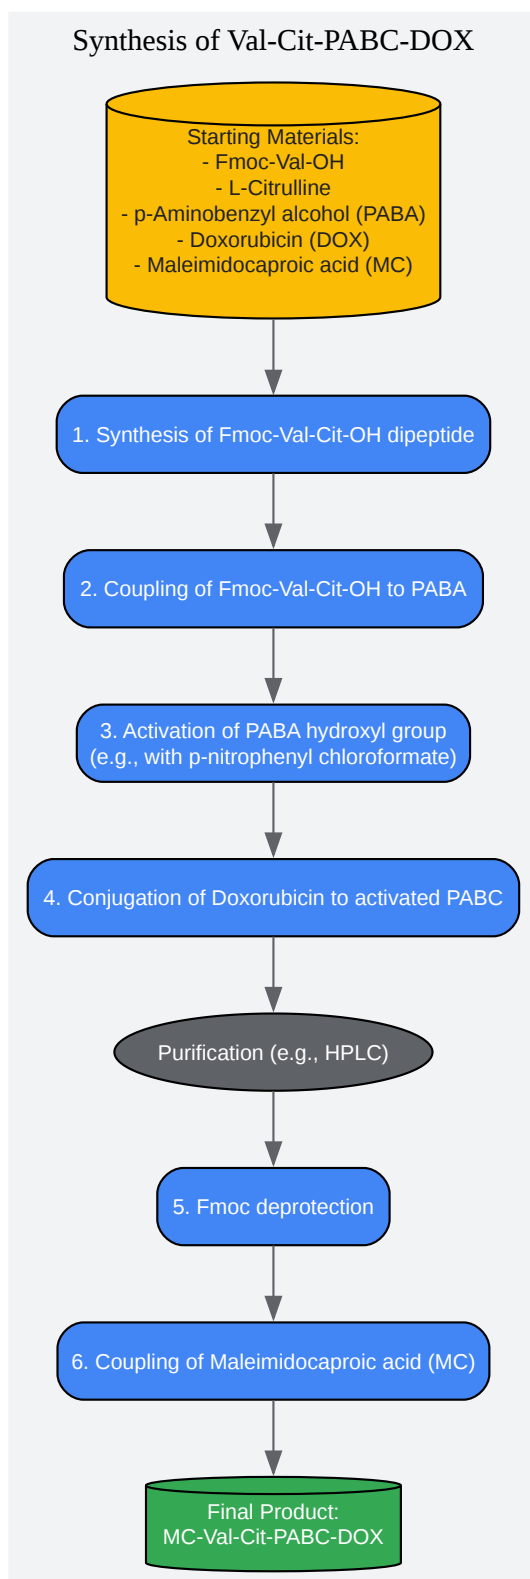 Synthesis of Val-Cit-PABC-DOX
Starting Materials:
- Fmoc-Val-OH
- L-Citrulline
- p-Aminobenzyl alcohol (PABA)
- Doxorubicin (DOX)
- Maleimidocaproic acid (MC)
1. Synthesis of Fmoc-Val-Cit-OH dipeptide
2. Coupling of Fmoc-Val-Cit-OH to PABA
3. Activation of PABA hydroxyl group
(e.g., with p-nitrophenyl chloroformate)
4. Conjugation of Doxorubicin to activated PABC
Purification (e.g., HPLC)
5. Fmoc deprotection
6. Coupling of Maleimidocaproic acid (MC)
Final Product:
MC-Val-Cit-PABC-DOX